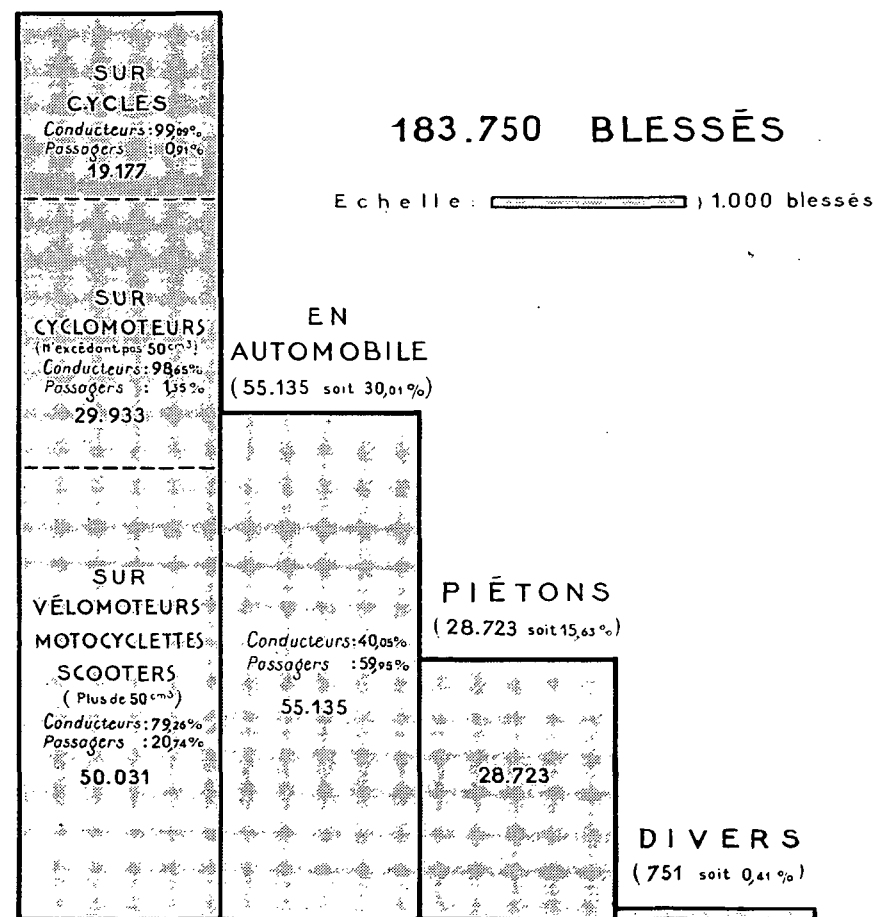 183.750 BLESSÉS
Echelle : 1.000 blessés
SUR
CYCLES
Conducteurs : 99,09%
Passagers : 0,91%
19.177
SUR
CYCLOMOTEURS
(N'excédant pas 50 cm³)
Conducteurs : 98,65%
Passagers : 1,35%
29.933
SUR
VÉLOMOTEURS
MOTOCYCLETTES
SCOOTERS
(Plus de 50 cm³)
Conducteurs : 79,26%
Passagers : 20,74%
50.031
EN
AUTOMOBILE
(55.135 soit 30,01%)
Conducteurs : 40,05%
Passagers : 59,95%
55.135
PIÉTONS
(28.723 soit 15,63%)
28.723
DIVERS
(751 soit 0,41%)